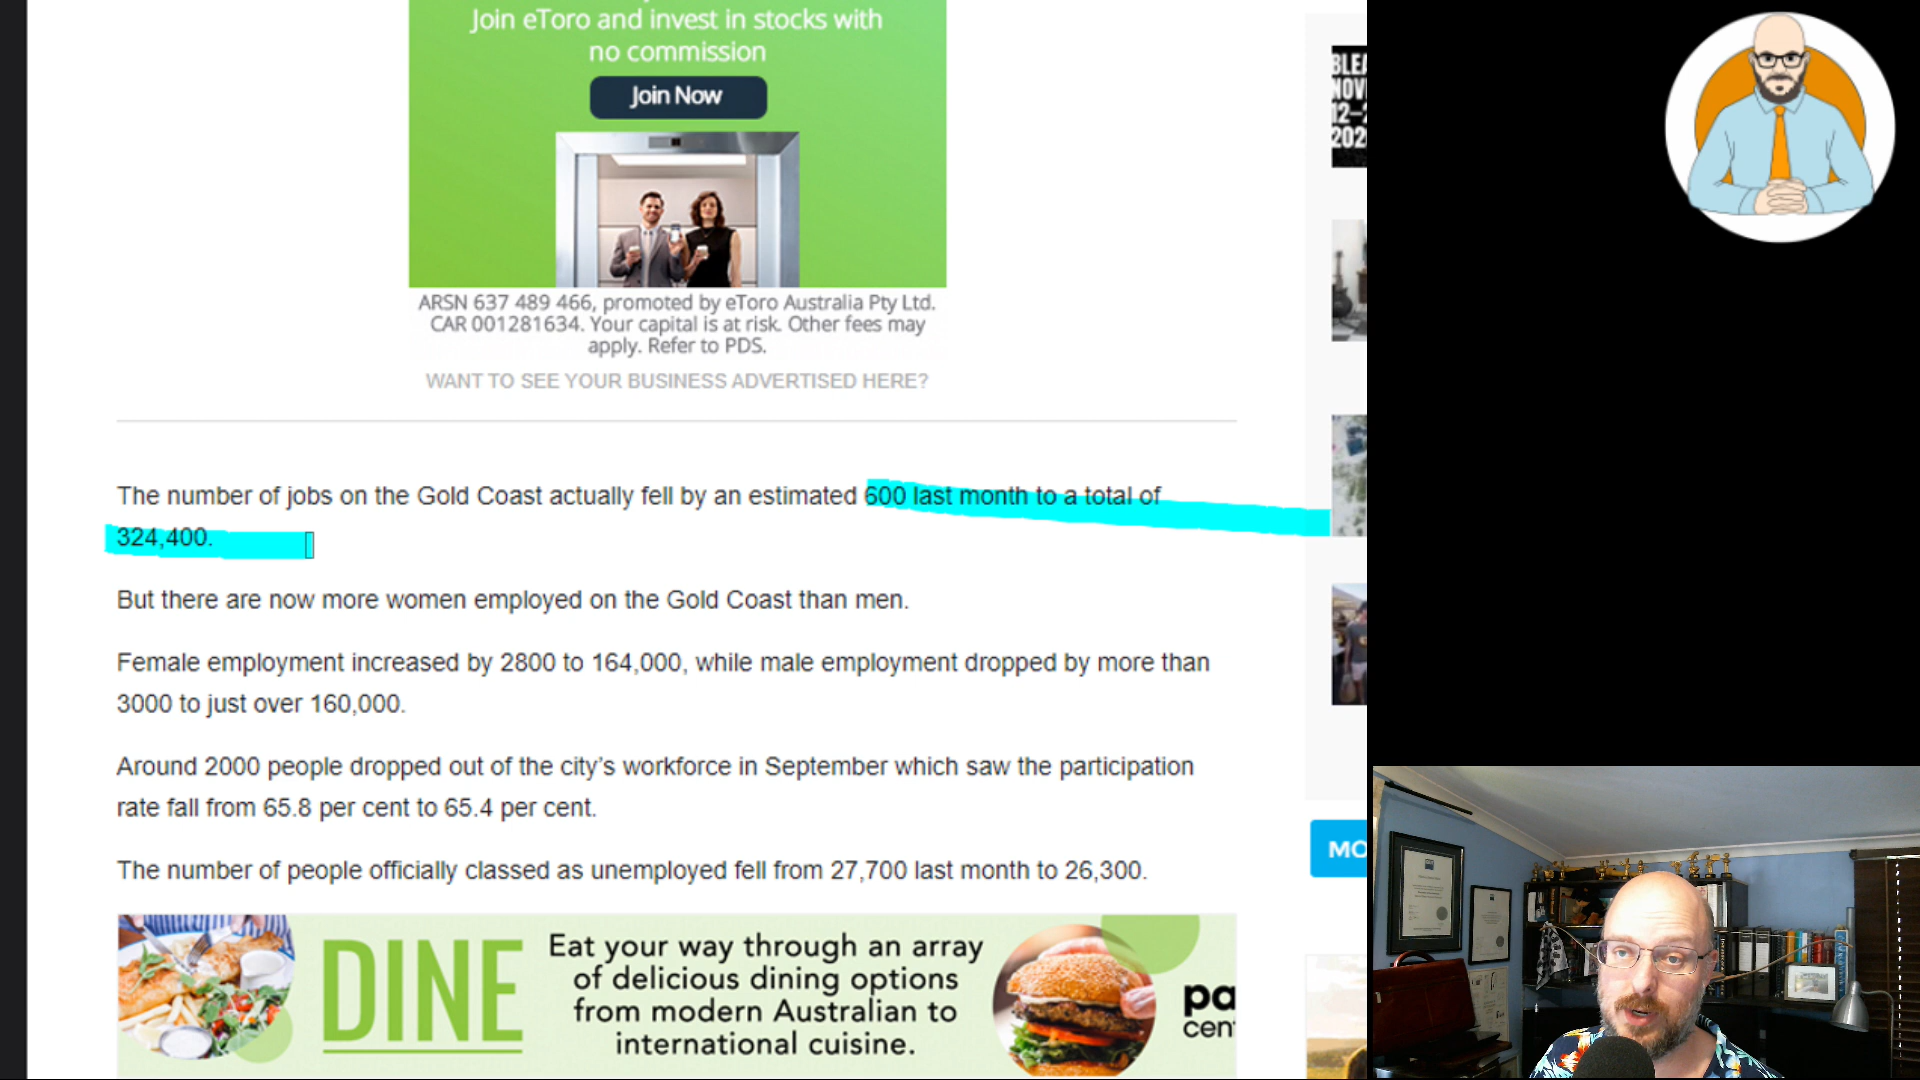 Join eToro and invest in stocks with
no commission
Join Now
ARSN 637 489 466, promoted by eToro Australia Pty Ltd.
CAR 001281634. Your capital is at risk. Other fees may
apply. Refer to PDS.
WANT TO SEE YOUR BUSINESS ADVERTISED HERE?
The number of jobs on the Gold Coast actually fell by an estimated 600 last month to a total of
324,400.
But there are now more women employed on the Gold Coast than men.
Female employment increased by 2800 to 164,000, while male employment dropped by more than
3000 to just over 160,000.
Around 2000 people dropped out of the city’s workforce in September which saw the participation
rate fall from 65.8 per cent to 65.4 per cent.
The number of people officially classed as unemployed fell from 27,700 last month to 26,300.
DINE
Eat your way through an array
of delicious dining options
from modern Australian to
international cuisine.